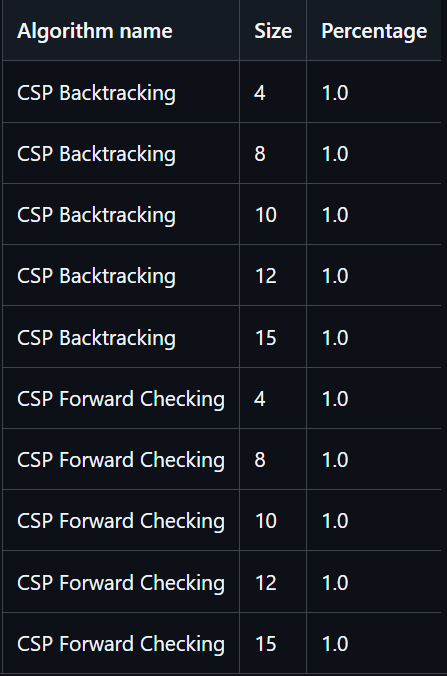 Algorithm name Size Percentage
CSP Backtracking 4 1.0
CSP Backtracking 8 1.0
CSP Backtracking 10 1.0
CSP Backtracking 12 1.0
CSP Backtracking 15 1.0
CSP Forward Checking 4 1.0
CSP Forward Checking 8 1.0
CSP Forward Checking 10 1.0
CSP Forward Checking 12 1.0
CSP Forward Checking 15 1.0